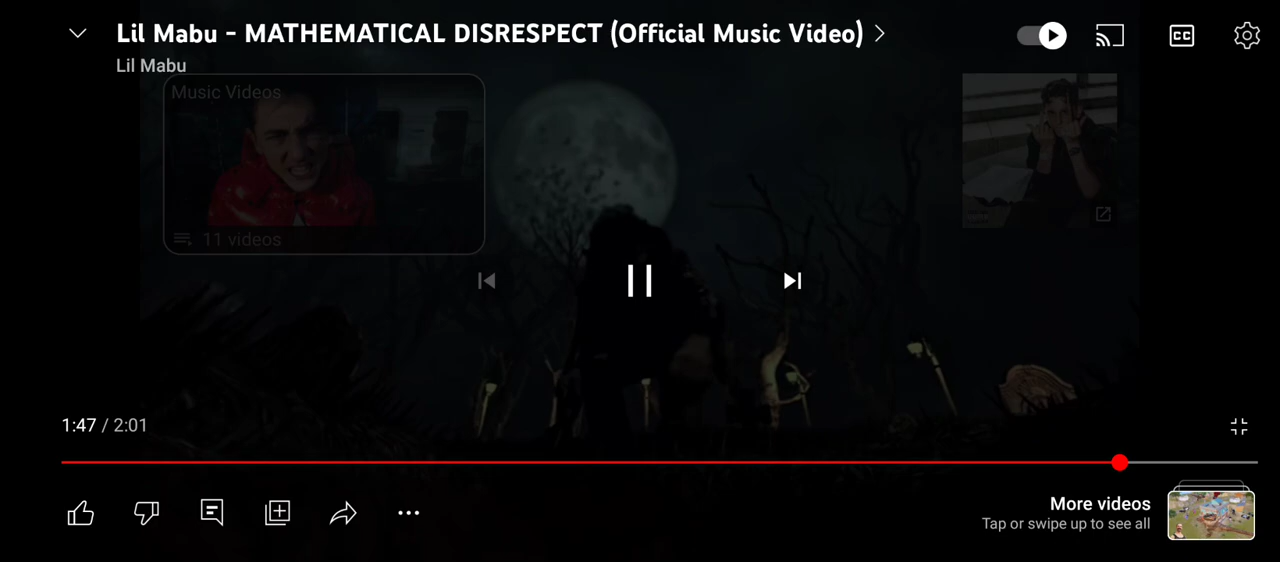 Lil Mabu - MATHEMATICAL DISRESPECT (Official Music Video)
Lil Mabu
Music Videos
11 videos
CC
1:47 / 2:01
More videos
Tap or swipe up to see all